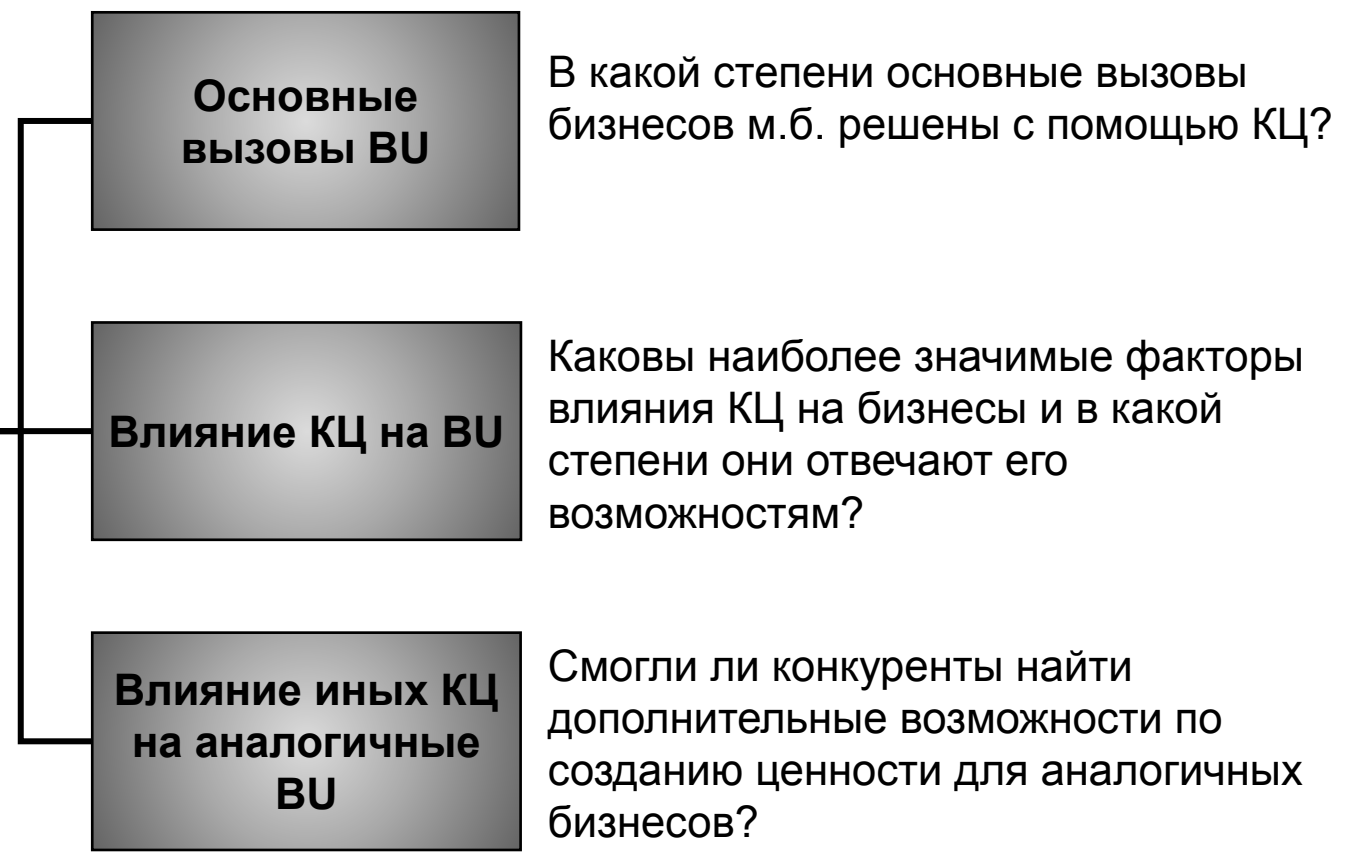 Основные
вызовы BU
В какой степени основные вызовы
бизнесов м.б. решены с помощью КЦ?
Влияние КЦ на BU
Каковы наиболее значимые факторы
влияния КЦ на бизнесы и в какой
степени они отвечают его
возможностям?
Влияние иных КЦ
на аналогичные
BU
Смогли ли конкуренты найти
дополнительные возможности по
созданию ценности для аналогичных
бизнесов?